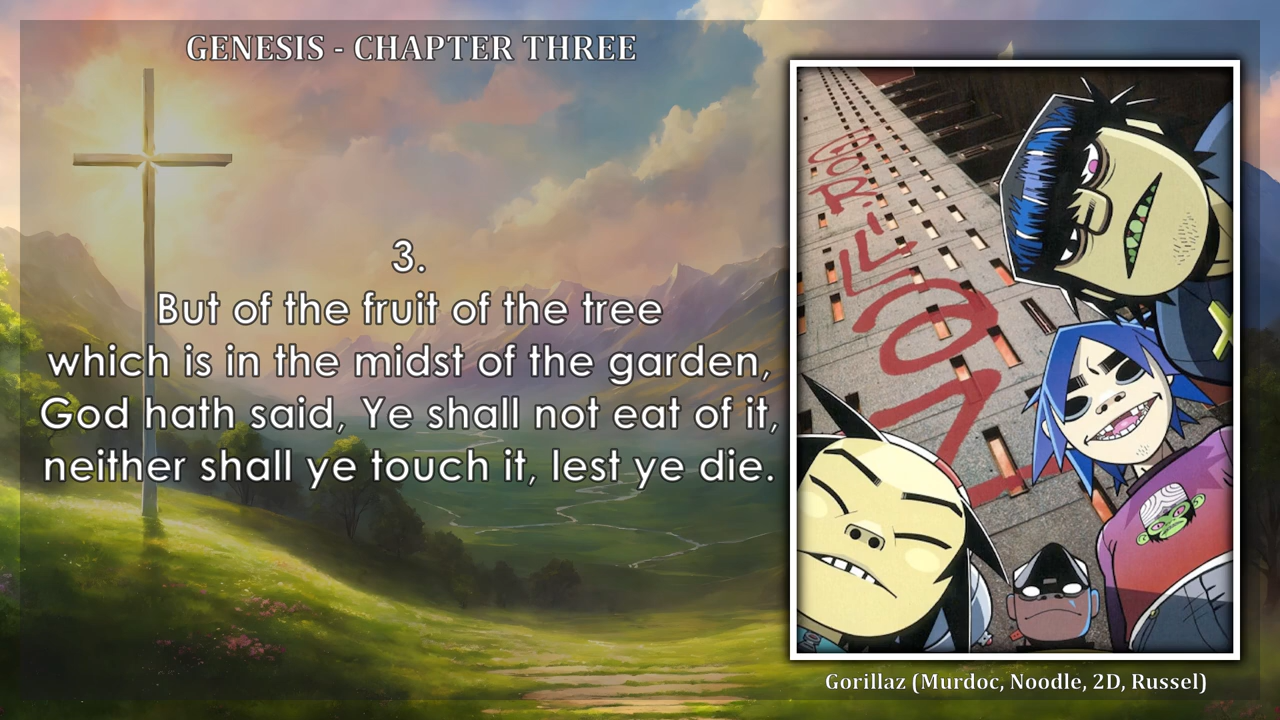 GENESIS - CHAPTER THREE
3.
But of the fruit of the tree
which is in the midst of the garden,
God hath said, Ye shall not eat of it,
neither shall ye touch it, lest ye die.
GORILLAZ
Gorillaz (Murdoc, Noodle, 2D, Russel)